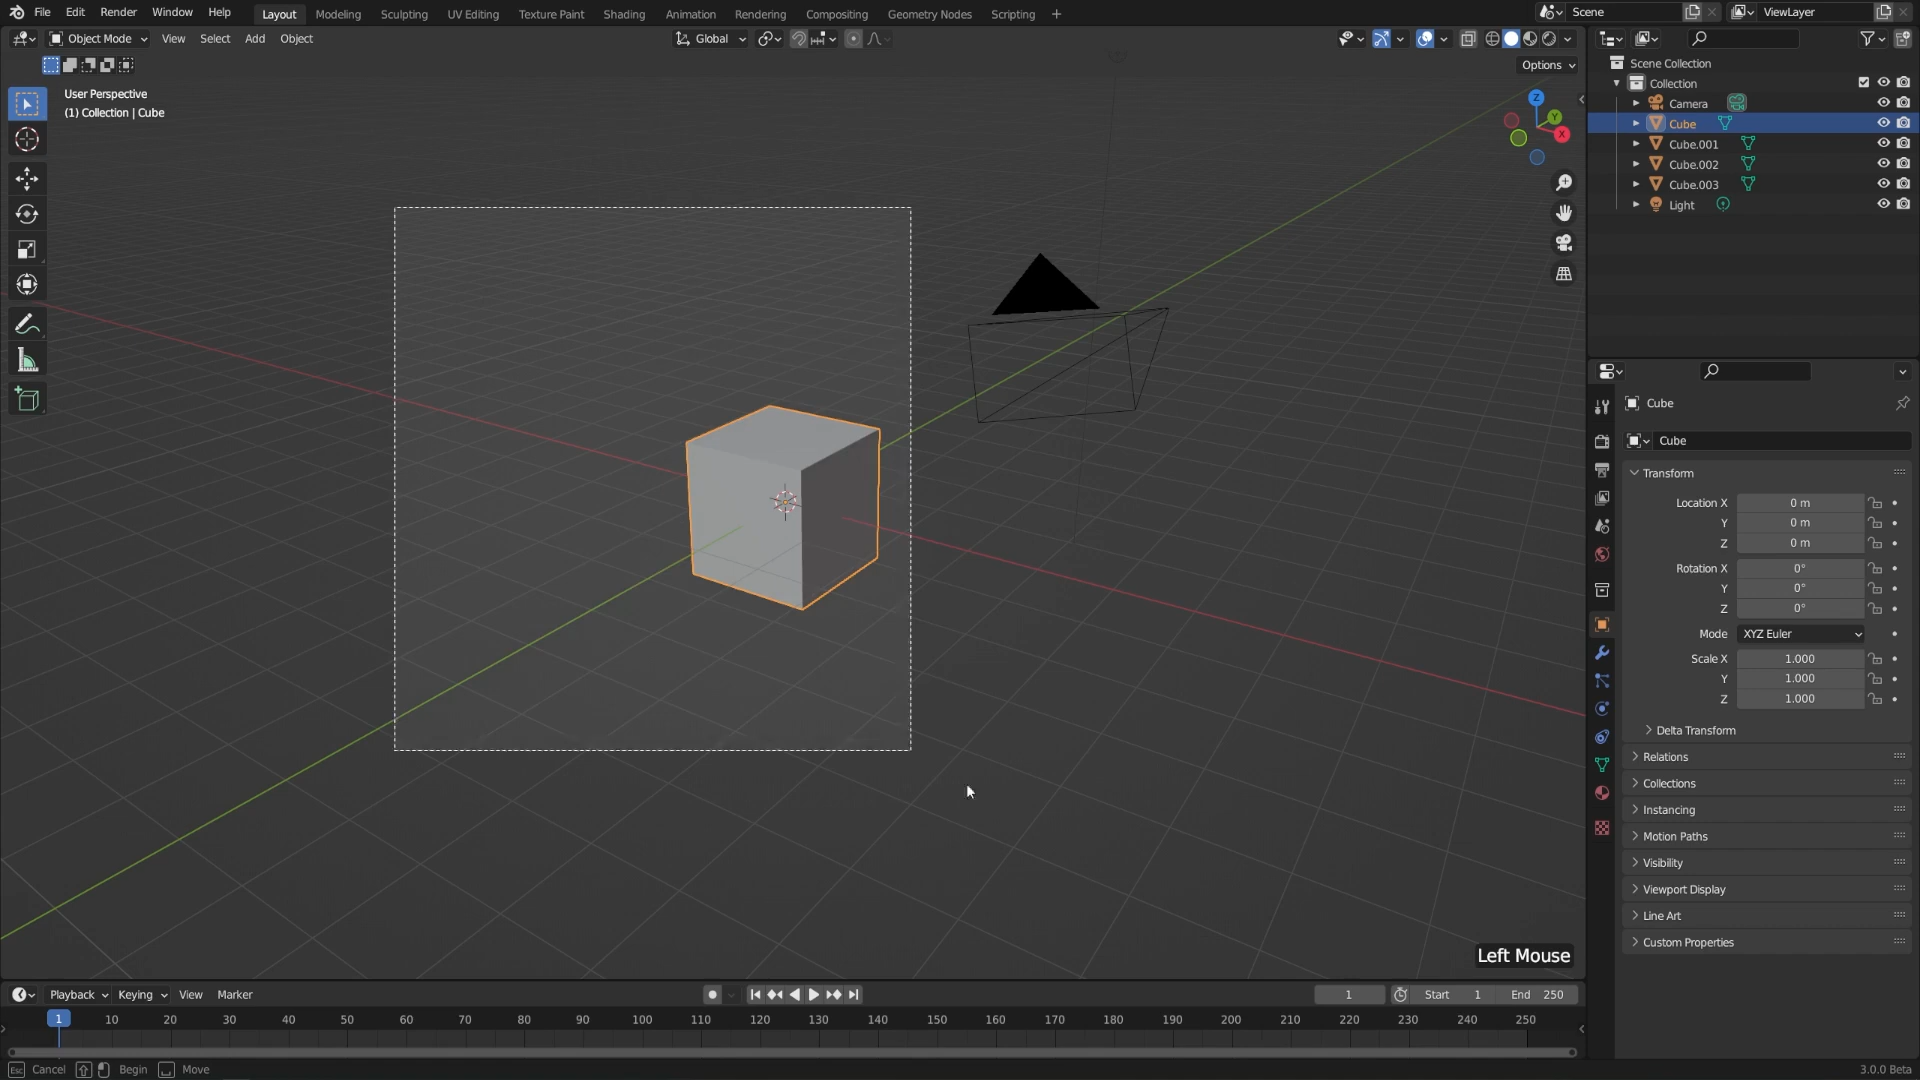 File Edit Render Window Help Layout Modeling Sculpting UV Editing Texture Paint Shading Animation Rendering Compositing Geometry Nodes Scripting + Scene ViewLayer
Object Mode View Select Add Object Global
Options
User Perspective
(1) Collection | Cube
Z
Y
X
Left Mouse
Scene Collection
Collection
Camera
Cube
Cube.001
Cube.002
Cube.003
Light
Cube
Cube
Transform
Location X 0 m
Y 0 m
Z 0 m
Rotation X 0°
Y 0°
Z 0°
Mode XYZ Euler
Scale X 1.000
Y 1.000
Z 1.000
Delta Transform
Relations
Collections
Instancing
Motion Paths
Visibility
Viewport Display
Line Art
Custom Properties
Playback Keying View Marker 1 Start 1 End 250
1 10 20 30 40 50 60 70 80 90 100 110 120 130 140 150 160 170 180 190 200 210 220 230 240 250
Esc Cancel Begin Move 3.0.0 Beta